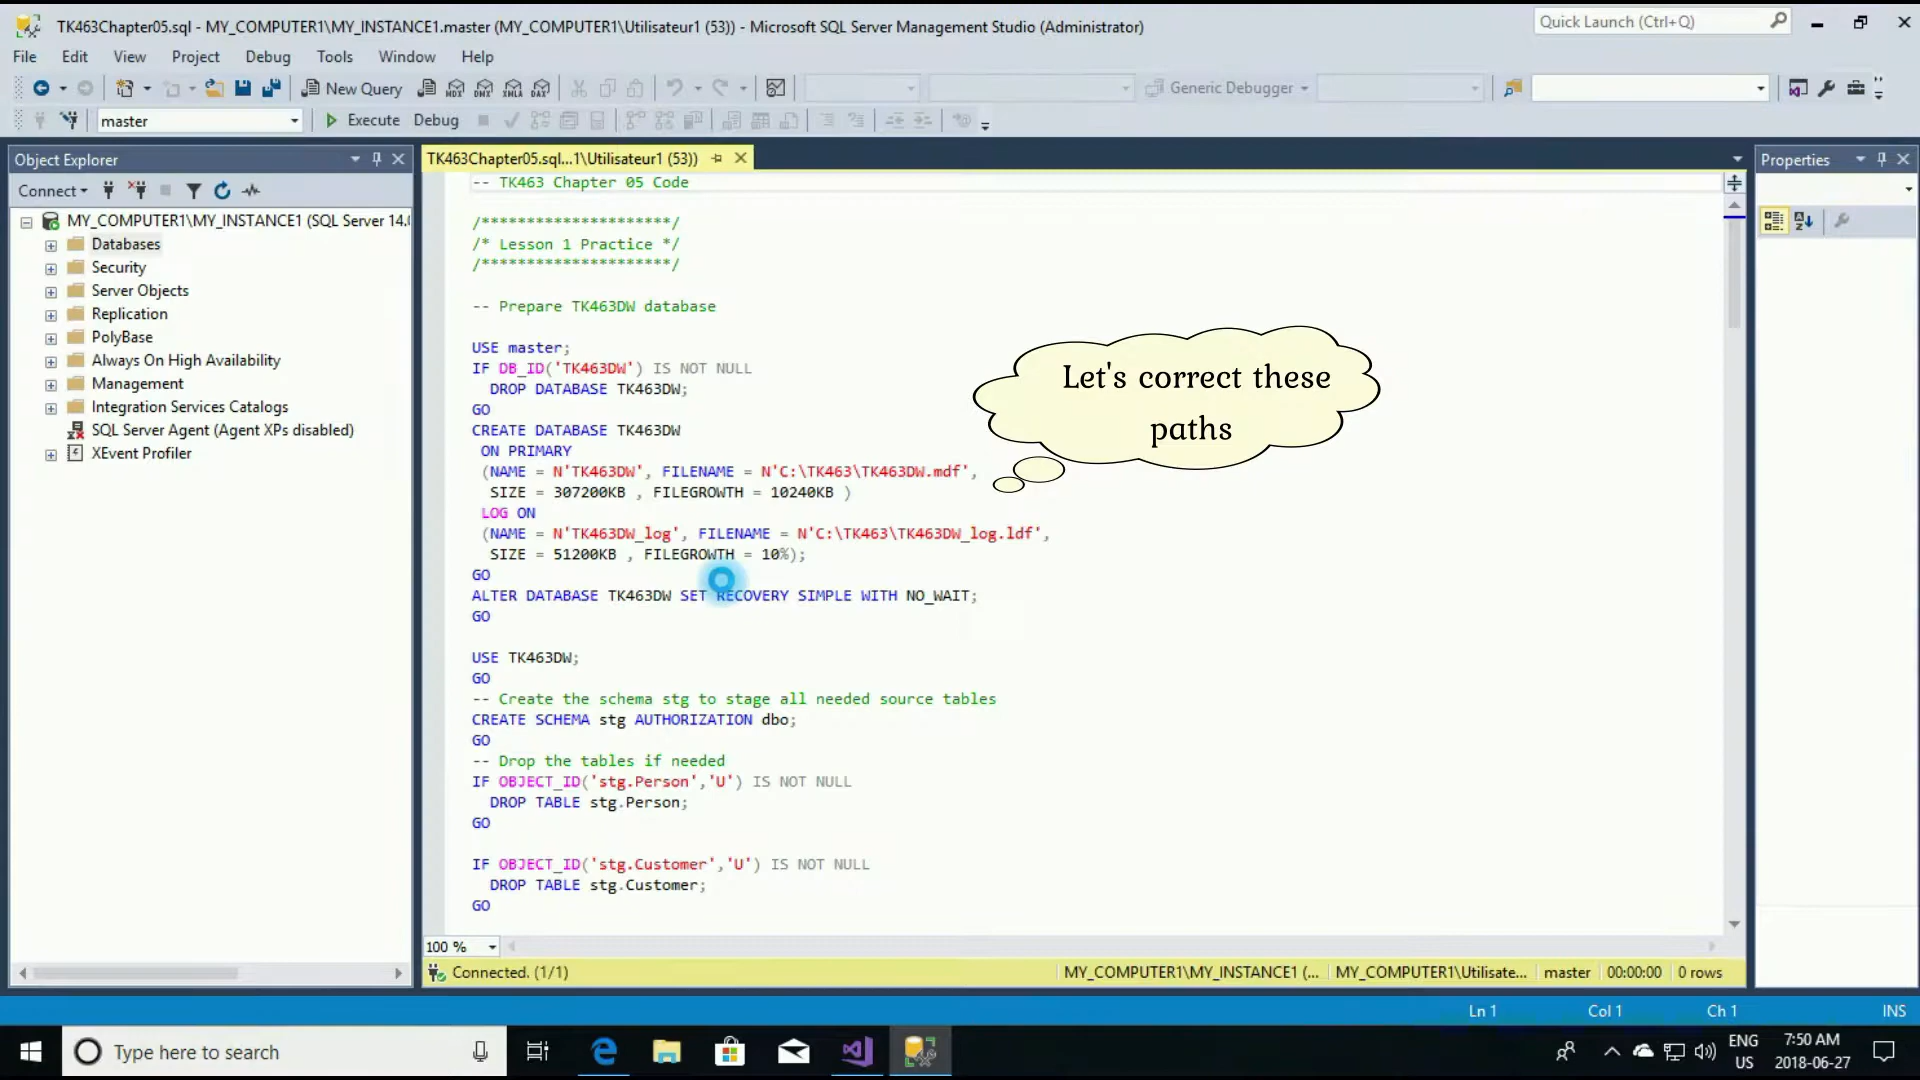 TK463Chapter05.sql - MY_COMPUTER1\MY_INSTANCE1.master (MY_COMPUTER1\Utilisateur1 (53)) - Microsoft SQL Server Management Studio (Administrator)
Quick Launch (Ctrl+Q)
File Edit View Project Debug Tools Window Help
New Query
MDX DMX XMLA DAX
Generic Debugger
master
Execute Debug
Object Explorer
TK463Chapter05.sql...1\Utilisateur1 (53))
Properties
Connect
MY_COMPUTER1\MY_INSTANCE1 (SQL Server 14.0
Databases
Security
Server Objects
Replication
PolyBase
Always On High Availability
Management
Integration Services Catalogs
SQL Server Agent (Agent XPs disabled)
XEvent Profiler
-- TK463 Chapter 05 Code
/*********************/
/* Lesson 1 Practice */
/*********************/
-- Prepare TK463DW database
USE master;
IF DB_ID('TK463DW') IS NOT NULL
DROP DATABASE TK463DW;
GO
CREATE DATABASE TK463DW
ON PRIMARY
(NAME = N'TK463DW', FILENAME = N'C:\TK463\TK463DW.mdf',
SIZE = 307200KB , FILEGROWTH = 10240KB )
LOG ON
(NAME = N'TK463DW_log', FILENAME = N'C:\TK463\TK463DW_log.ldf',
SIZE = 51200KB , FILEGROWTH = 10%);
GO
ALTER DATABASE TK463DW SET RECOVERY SIMPLE WITH NO_WAIT;
GO
USE TK463DW;
GO
-- Create the schema stg to stage all needed source tables
CREATE SCHEMA stg AUTHORIZATION dbo;
GO
-- Drop the tables if needed
IF OBJECT_ID('stg.Person','U') IS NOT NULL
DROP TABLE stg.Person;
GO
IF OBJECT_ID('stg.Customer','U') IS NOT NULL
DROP TABLE stg.Customer;
GO
Let's correct these
paths
100 %
Connected. (1/1)
MY_COMPUTER1\MY_INSTANCE1 (... MY_COMPUTER1\Utilisate... master 00:00:00 0 rows
Ln 1 Col 1 Ch 1 INS
Type here to search
ENG
US
7:50 AM
2018-06-27